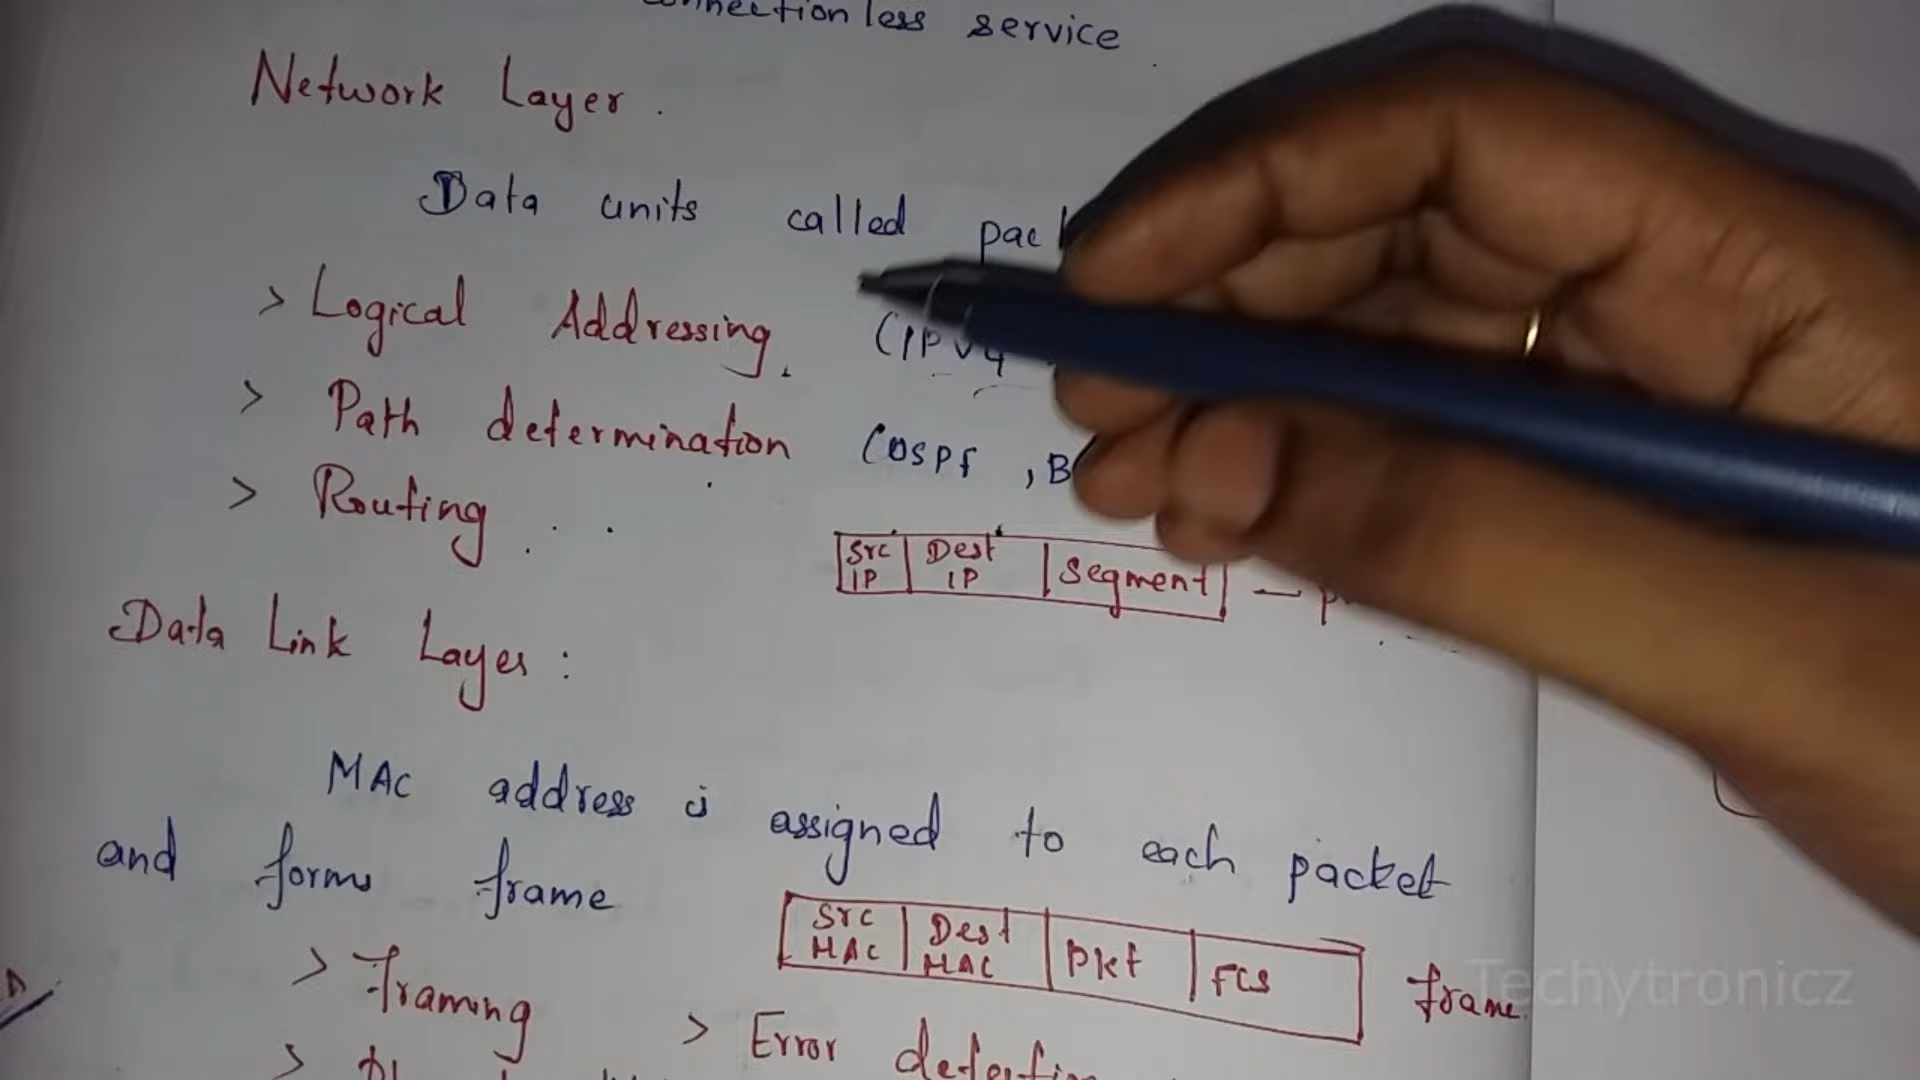 connectionless service
Network Layer.
Data units called
> Logical Addressing. (IPV4
> Path determination (OSPF, B
> Routing.
Src IP | Dest IP | Segment —
Data Link Layer:
MAC address is assigned to each packet
and forms frame
Src MAC | Dest MAC | Pkt | FCS frame.
> Framing
> Error detection
Techytronicz